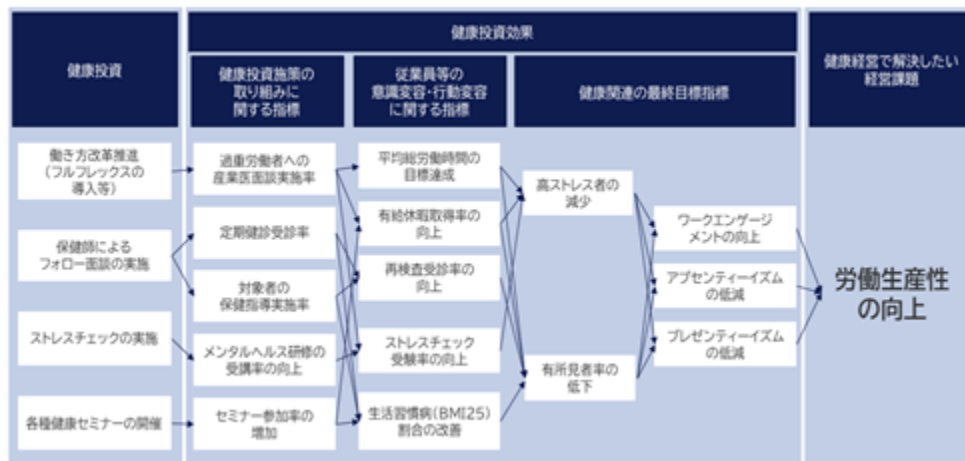 健康投資
健康投資効果
健康経営で解決したい
経営課題
健康投資施策の
取り組みに
関する指標
従業員等の
意識変容・行動変容
に関する指標
健康関連の最終目標指標
働き方改革推進
(フルフレックスの
導入等)
保健師による
フォロー面談の実施
ストレスチェックの実施
各種健康セミナーの開催
過重労働者への
産業医面談実施率
定期健診受診率
対象者の
保健指導実施率
メンタルヘルス研修の
受講率の向上
セミナー参加率の
増加
平均総労働時間の
目標達成
有給休暇取得率の
向上
再検査受診率の
向上
ストレスチェック
受験率の向上
生活習慣病(BMI25)
割合の改善
高ストレス者の
減少
有所見者率の
低下
ワークエンゲージ
メントの向上
アブセンティーイズム
の低減
プレゼンティーイズム
の低減
労働生産性
の向上